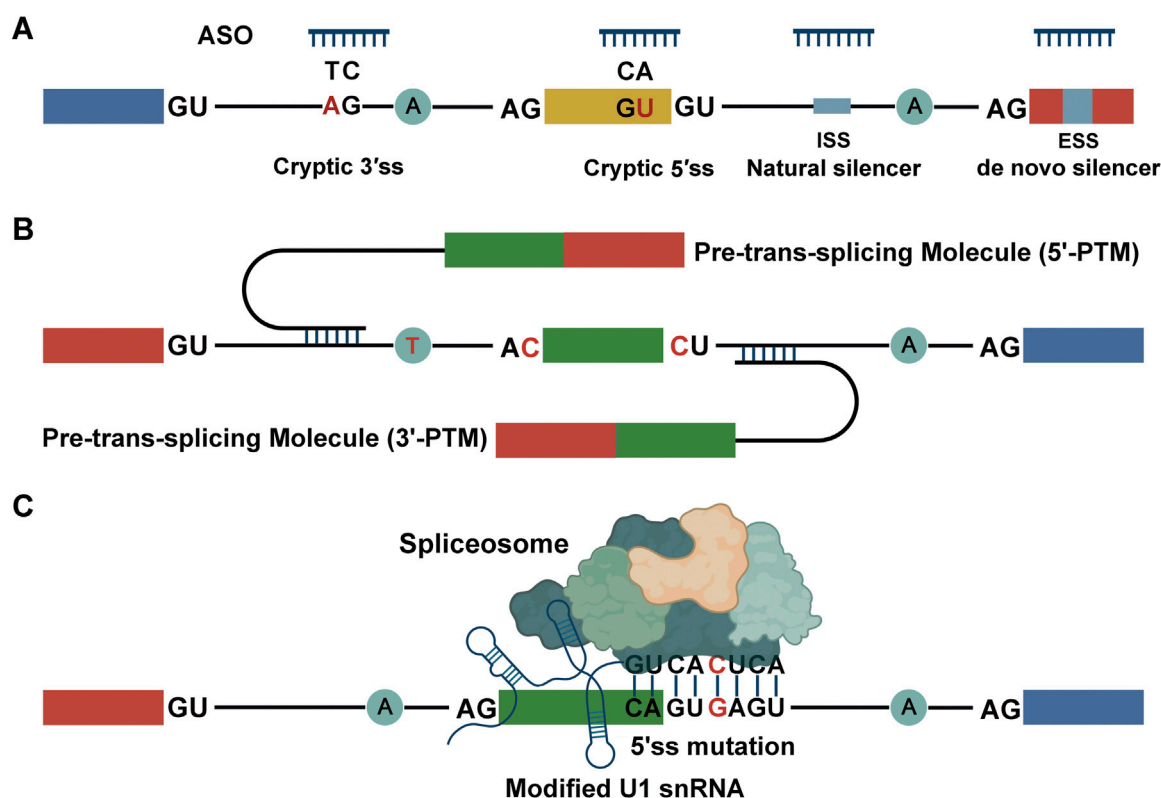 A
ASO
TC
CA
GU
AG
A
AG
GU
GU
A
AG
ISS
ESS
Cryptic 3'ss
Cryptic 5'ss
Natural silencer
de novo silencer
B
Pre-trans-splicing Molecule (5'-PTM)
GU
T
AC
CU
A
AG
Pre-trans-splicing Molecule (3'-PTM)
C
Spliceosome
GUCACUCA
GU
A
AG
CAGUGAGU
A
AG
5'ss mutation
Modified U1 snRNA